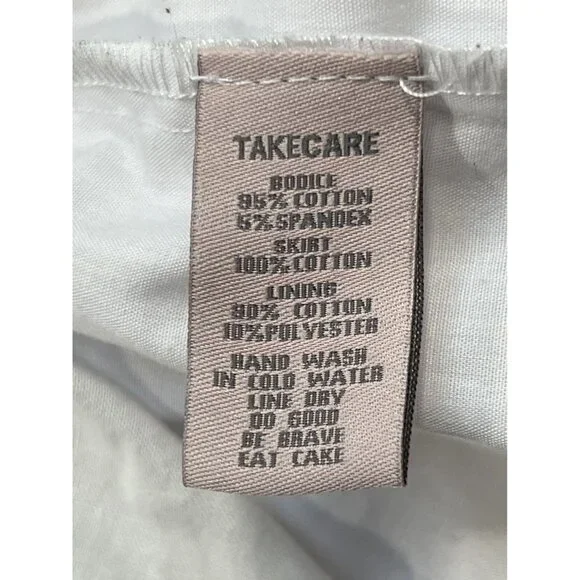 TAKECARE
BODICE
95% COTTON
5% SPANDEX
SKIRT
100% COTTON
LINING
90% COTTON
10% POLYESTER
HAND WASH
IN COLD WATER
LINE DRY
DO GOOD
BE BRAVE
EAT CAKE